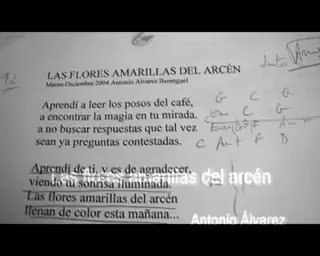 LAS FLORES AMARILLAS DEL ARCÉN
Marzo-Diciembre 2004 Antonio Alvarez Berenguel
Aprendí a leer los posos del café,
a encontrar la magia en tu mirada.
a no buscar respuestas que tal vez
sean ya preguntas contestadas.
G C G
Em C G
C Am F D
Aprendí de ti, y es de agradecer,
viendo tu sonrisa iluminada.
Las flores amarillas del arcén
llenan de color esta mañana...
Las flores amarillas del arcén
Antonio Álvarez